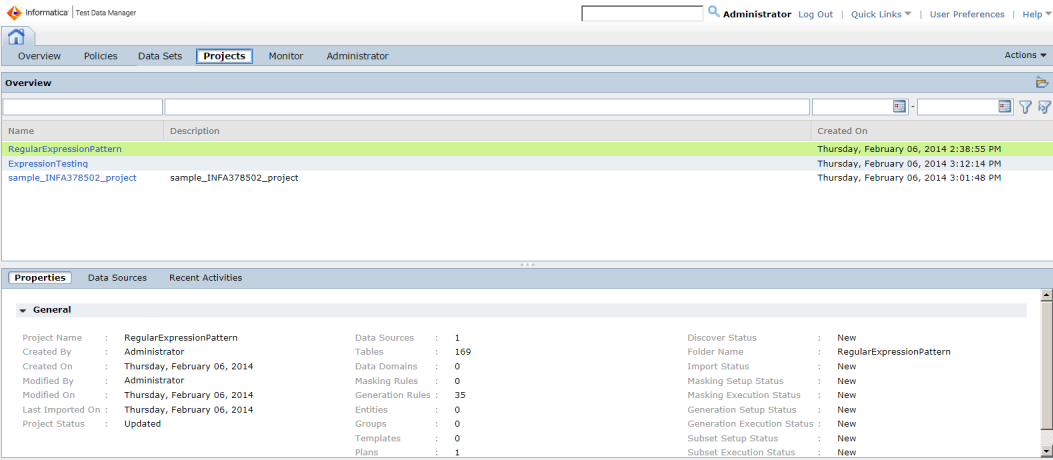 Informatica Test Data Manager Administrator Log Out | Quick Links | User Preferences | Help
Overview Policies Data Sets Projects Monitor Administrator Actions
Overview
-
Name Description Created On
RegularExpressionPattern Thursday, February 06, 2014 2:38:55 PM
ExpressionTesting Thursday, February 06, 2014 3:12:14 PM
sample_INFA378502_project sample_INFA378502_project Thursday, February 06, 2014 3:01:48 PM
Properties Data Sources Recent Activities
General
Project Name : RegularExpressionPattern Data Sources : 1 Discover Status : New
Created By : Administrator Tables : 169 Folder Name : RegularExpressionPattern
Created On : Thursday, February 06, 2014 Data Domains : 0 Import Status : New
Modified By : Administrator Masking Rules : 0 Masking Setup Status : New
Modified On : Thursday, February 06, 2014 Generation Rules : 35 Masking Execution Status : New
Last Imported On : Thursday, February 06, 2014 Entities : 0 Generation Setup Status : New
Project Status : Updated Groups : 0 Generation Execution Status : New
Templates : 0 Subset Setup Status : New
Plans : 1 Subset Execution Status : New